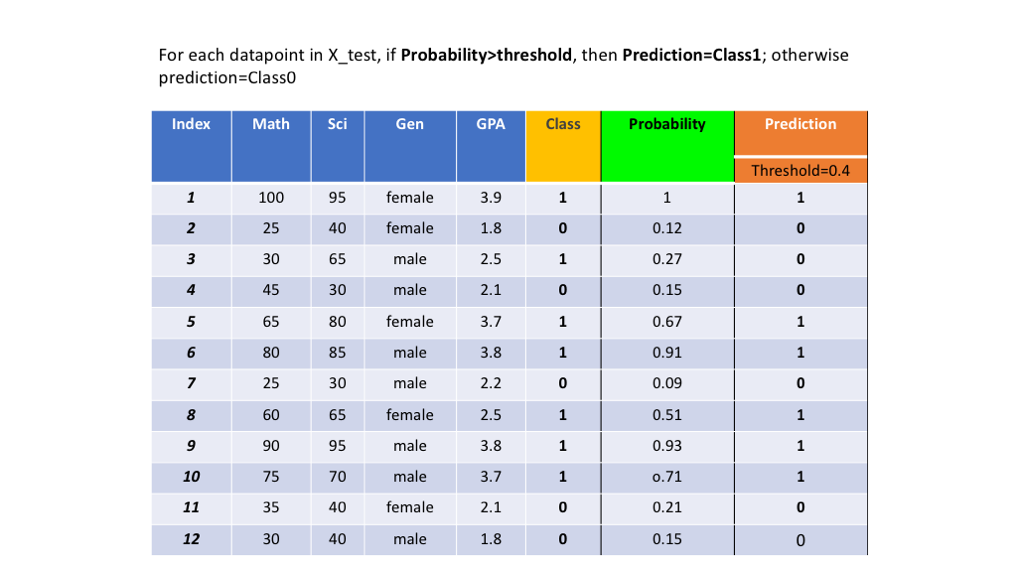 For each datapoint in X_test, if Probability>threshold, then Prediction=Class1; otherwise
prediction=Class0
Index Math Sci Gen GPA Class Probability Prediction
Threshold=0.4
1 100 95 female 3.9 1 1 1
2 25 40 female 1.8 0 0.12 0
3 30 65 male 2.5 1 0.27 0
4 45 30 male 2.1 0 0.15 0
5 65 80 female 3.7 1 0.67 1
6 80 85 male 3.8 1 0.91 1
7 25 30 male 2.2 0 0.09 0
8 60 65 female 2.5 1 0.51 1
9 90 95 male 3.8 1 0.93 1
10 75 70 male 3.7 1 o.71 1
11 35 40 female 2.1 0 0.21 0
12 30 40 male 1.8 0 0.15 0